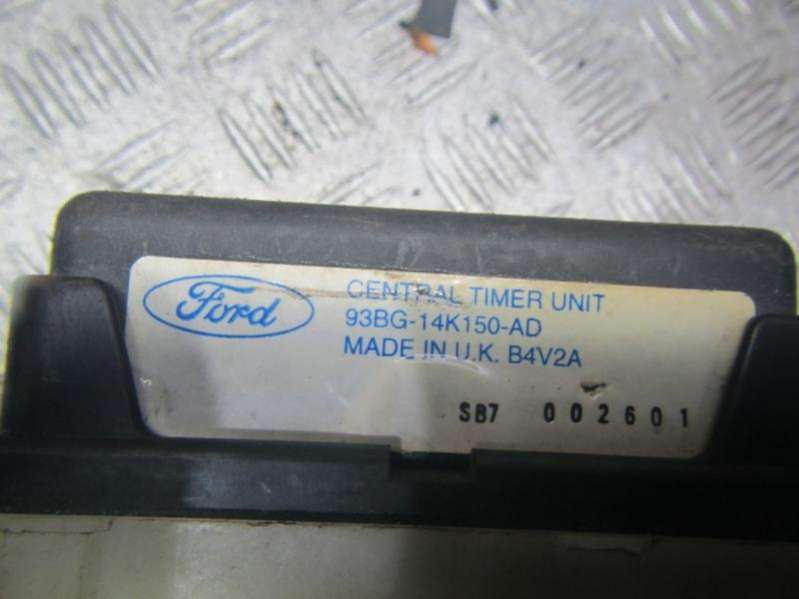 Ford
CENTRAL TIMER UNIT
93BG-14K150-AD
MADE IN U.K. B4V2A
SB7 002601